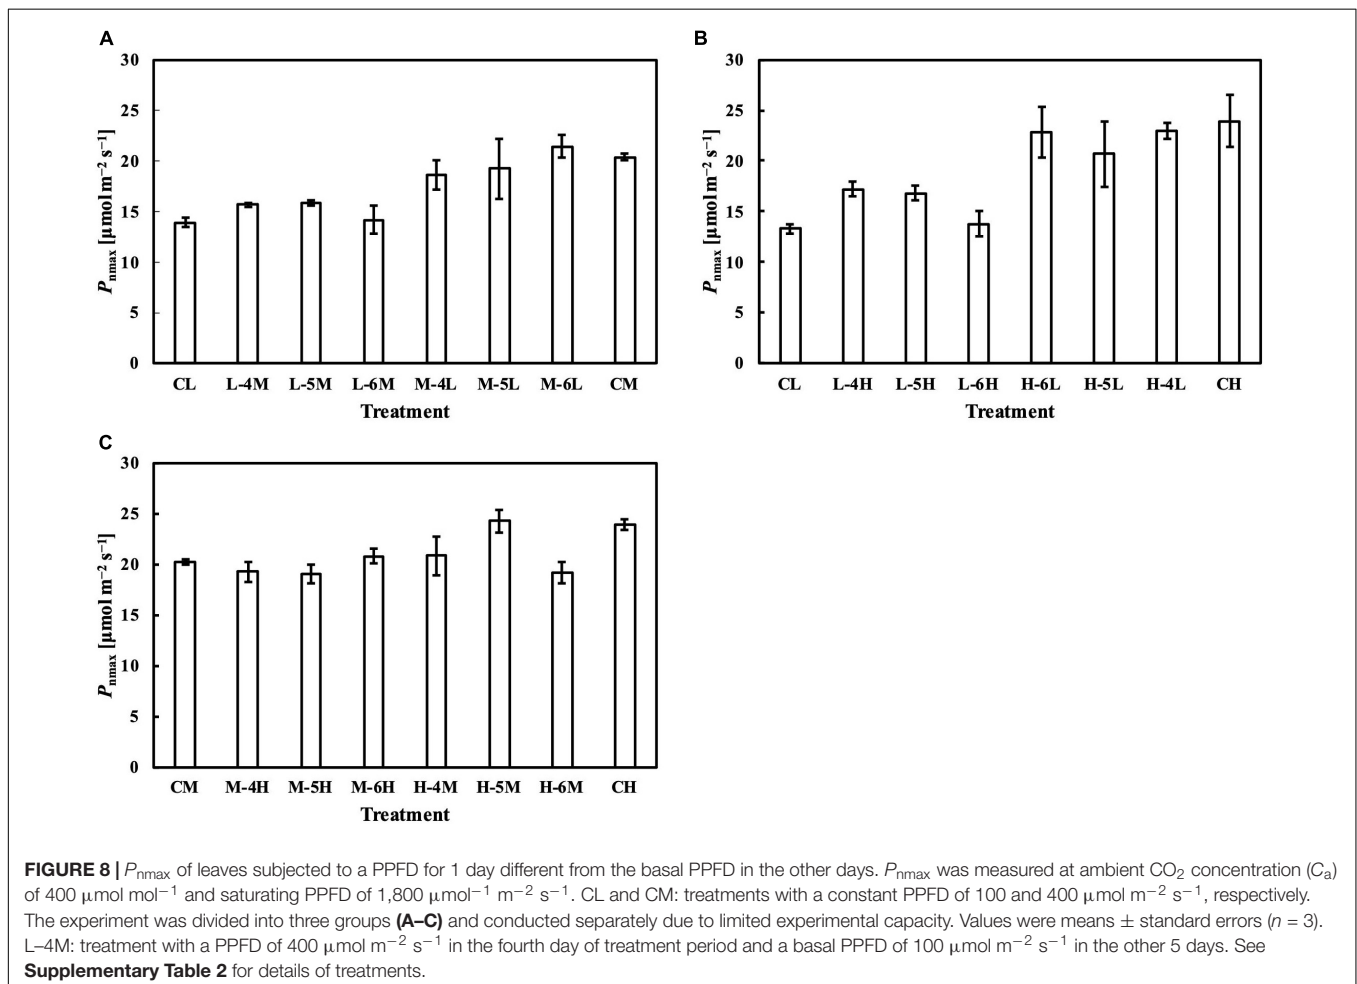 A
30
25
20
15
10
5
0
Pnmax [μmol m−2 s−1]
CL L-4M L-5M L-6M M-4L M-5L M-6L CM
Treatment
B
30
25
20
15
10
5
0
Pnmax [μmol m−2 s−1]
CL L-4H L-5H L-6H H-6L H-5L H-4L CH
Treatment
C
30
25
20
15
10
5
0
Pnmax [μmol m−2 s−1]
CM M-4H M-5H M-6H H-4M H-5M H-6M CH
Treatment
FIGURE 8 | Pnmax of leaves subjected to a PPFD for 1 day different from the basal PPFD in the other days. Pnmax was measured at ambient CO2 concentration (Ca)
of 400 μmol mol−1 and saturating PPFD of 1,800 μmol−1 m−2 s−1. CL and CM: treatments with a constant PPFD of 100 and 400 μmol m−2 s−1, respectively.
The experiment was divided into three groups (A–C) and conducted separately due to limited experimental capacity. Values were means ± standard errors (n = 3).
L–4M: treatment with a PPFD of 400 μmol m−2 s−1 in the fourth day of treatment period and a basal PPFD of 100 μmol m−2 s−1 in the other 5 days. See
Supplementary Table 2 for details of treatments.